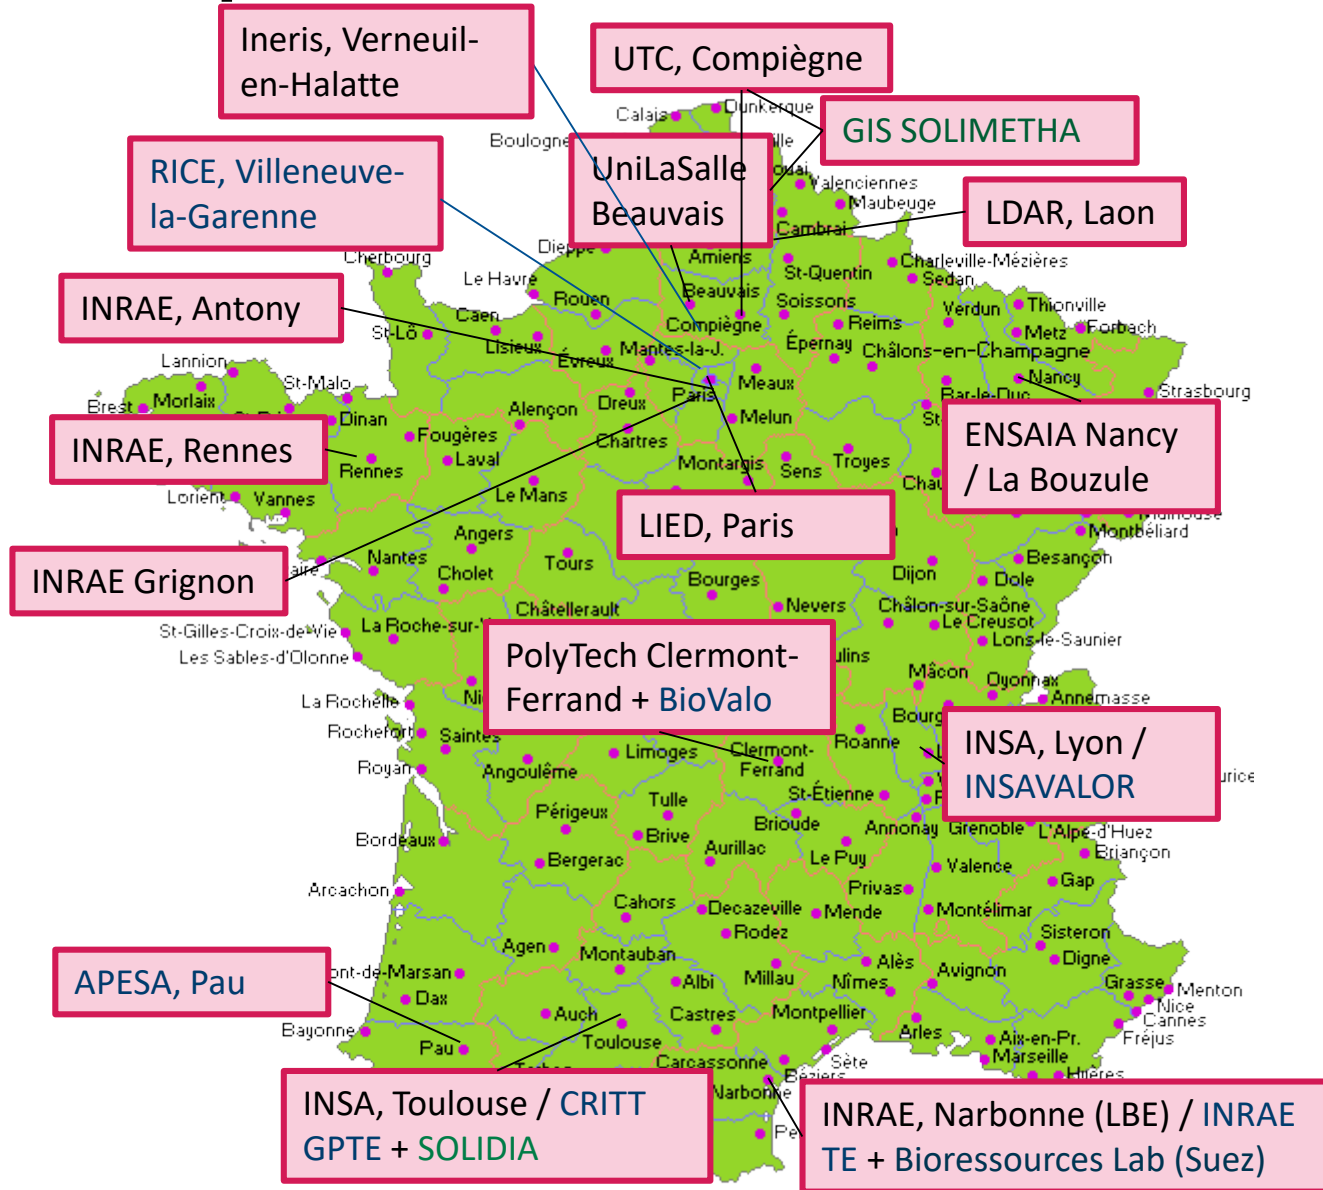 Ineris, Verneuil-
en-Halatte
UTC, Compiègne
GIS SOLIMETHA
RICE, Villeneuve-
la-Garenne
UniLaSalle
Beauvais
LDAR, Laon
INRAE, Antony
INRAE, Rennes
ENSAIA Nancy
/ La Bouzule
LIED, Paris
INRAE Grignon
PolyTech Clermont-
Ferrand + BioValo
INSA, Lyon /
INSAVALOR
APESA, Pau
INSA, Toulouse / CRITT
GPTE + SOLIDIA
INRAE, Narbonne (LBE) / INRAE
TE + Bioressources Lab (Suez)
Calais
Dunkerque
Boulogne
Valenciennes
Maubeuge
Cambrai
Dieppe
Amiens
St-Quentin
Charleville-Mézières
Sedan
Cherbourg
Le Havre
Rouen
Beauvais
Soissons
Compiègne
Reims
Verdun
Thionville
Metz
Forbach
Caen
St-Lô
Lisieux
Évreux
Mantes-la-J.
Épernay
Châlons-en-Champagne
Lannion
Morlaix
St-Malo
Brest
Dinan
Paris
Meaux
Nancy
Bar-le-Duc
Strasbourg
Alençon
Dreux
Melun
Fougères
Chartres
Rennes
Laval
Montargis
Sens
Troyes
Le Mans
Lorient
Vannes
Mulhouse
Montbéliard
Angers
Nantes
Cholet
Tours
Bourges
Dijon
Besançon
Dole
Châtellerault
Nevers
Châlon-sur-Saône
Le Creusot
St-Gilles-Croix-de-Vie
La Roche-sur-
Lons-le-Saunier
Les Sables-d'Olonne
Mâcon
Oyonnax
Annemasse
La Rochelle
Rochefort
Saintes
Royan
Angoulême
Limoges
Clermont-
Ferrand
Roanne
St-Étienne
Périgeux
Tulle
Brive
Brioude
Annonay
Grenoble
L'Alpe-d'Huez
Briançon
Bordeaux
Bergerac
Aurillac
Le Puy
Valence
Gap
Arcachon
Privas
Cahors
Decazeville
Mende
Montélimar
Rodez
Sisteron
Digne
Agen
Montauban
Millau
Alès
Avignon
ont-de-Marsan
Dax
Albi
Nîmes
Grasse
Menton
Nice
Cannes
Fréjus
Auch
Castres
Montpellier
Arles
Aix-en-Pr.
Bayonne
Pau
Toulouse
Carcassonne
Sète
Béziers
Marseille
Hyères
Narbonne